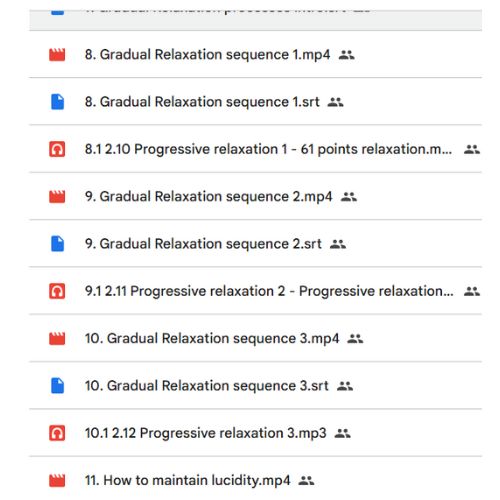 8. Gradual Relaxation sequence 1.mp4
8. Gradual Relaxation sequence 1.srt
8.1 2.10 Progressive relaxation 1 - 61 points relaxation.m...
9. Gradual Relaxation sequence 2.mp4
9. Gradual Relaxation sequence 2.srt
9.1 2.11 Progressive relaxation 2 - Progressive relaxation...
10. Gradual Relaxation sequence 3.mp4
10. Gradual Relaxation sequence 3.srt
10.1 2.12 Progressive relaxation 3.mp3
11. How to maintain lucidity.mp4